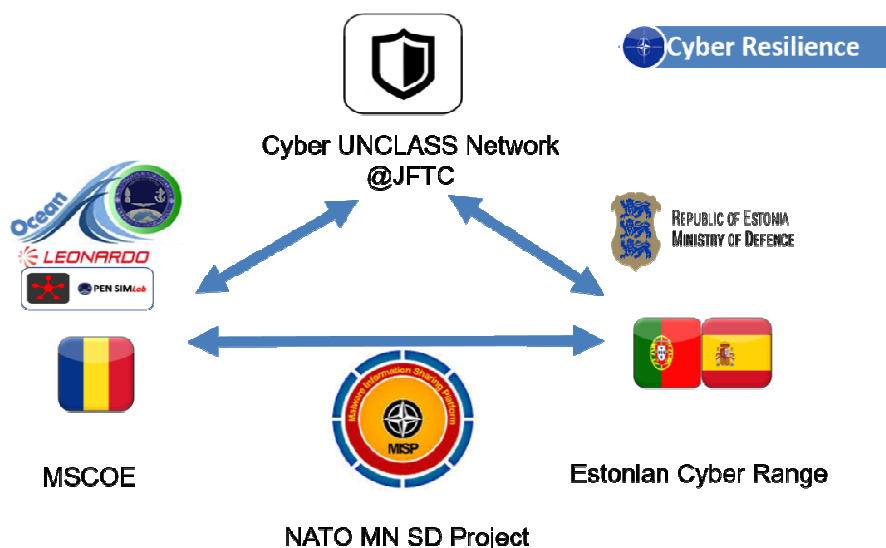 Cyber Resilience
Cyber UNCLASS Network
@JFTC
Ocean
LEONARDO
PEN SIMLab
REPUBLIC OF ESTONIA
MINISTRY OF DEFENCE
Malware Information Sharing Platform
MISP
MSCOE
Estonian Cyber Range
NATO MN SD Project